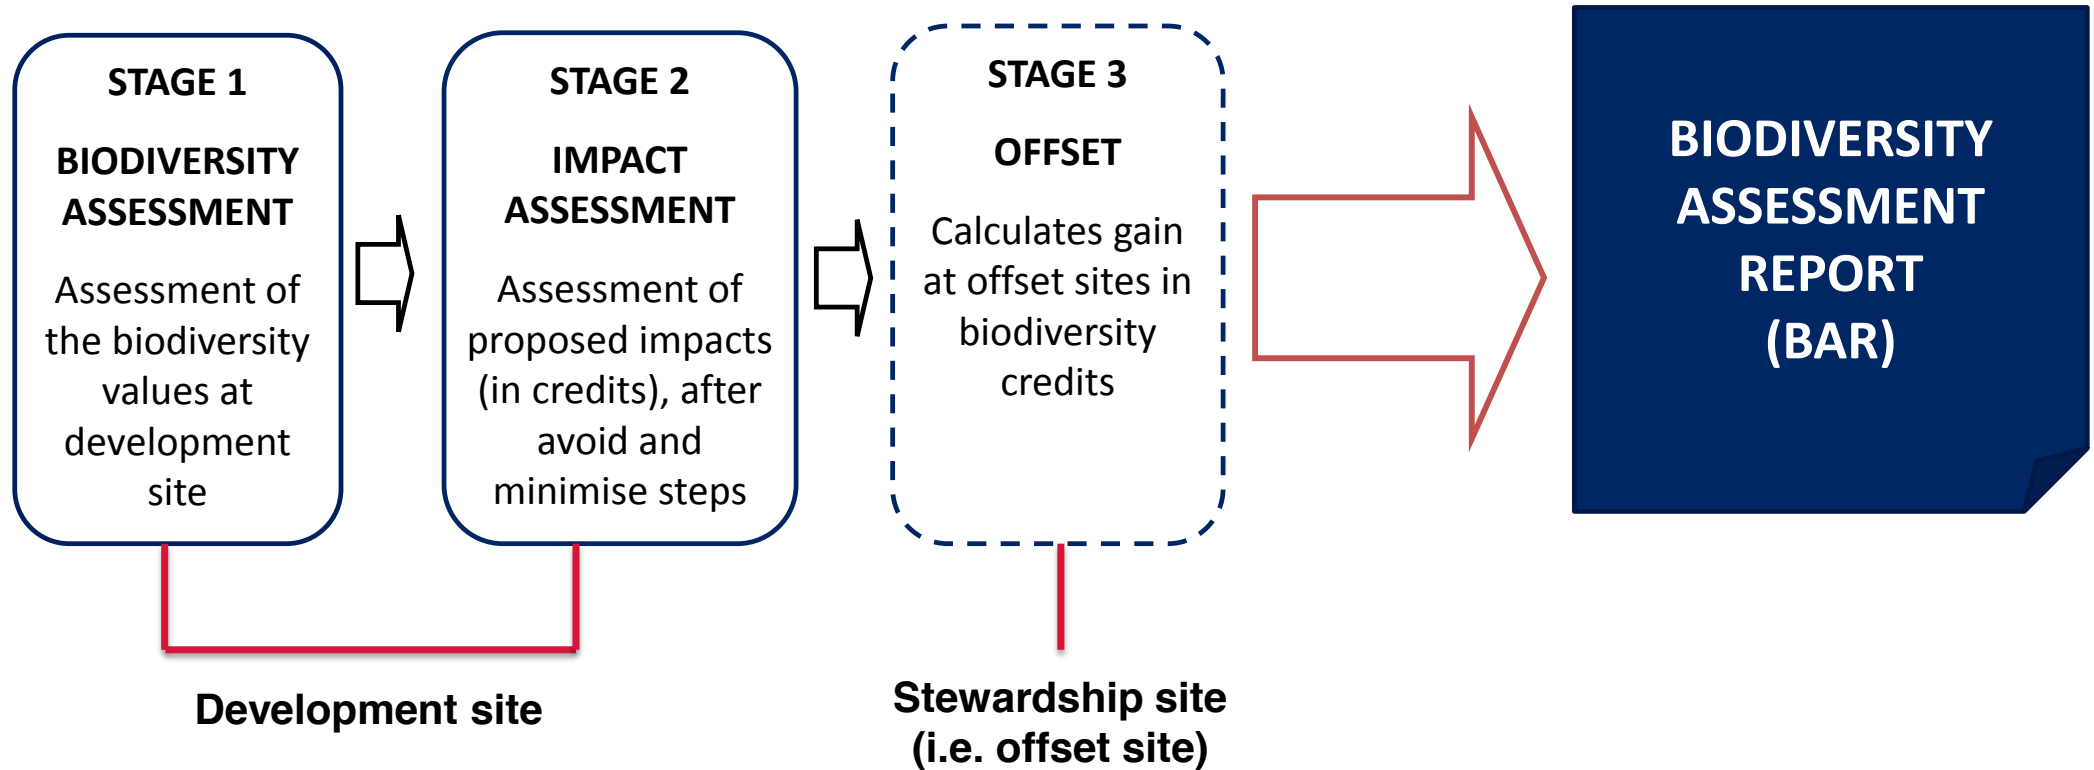 STAGE 1
BIODIVERSITY
ASSESSMENT
Assessment of
the biodiversity
values at
development
site
STAGE 2
IMPACT
ASSESSMENT
Assessment of
proposed impacts
(in credits), after
avoid and
minimise steps
STAGE 3
OFFSET
Calculates gain
at offset sites in
biodiversity
credits
BIODIVERSITY
ASSESSMENT
REPORT
(BAR)
Development site
Stewardship site
(i.e. offset site)